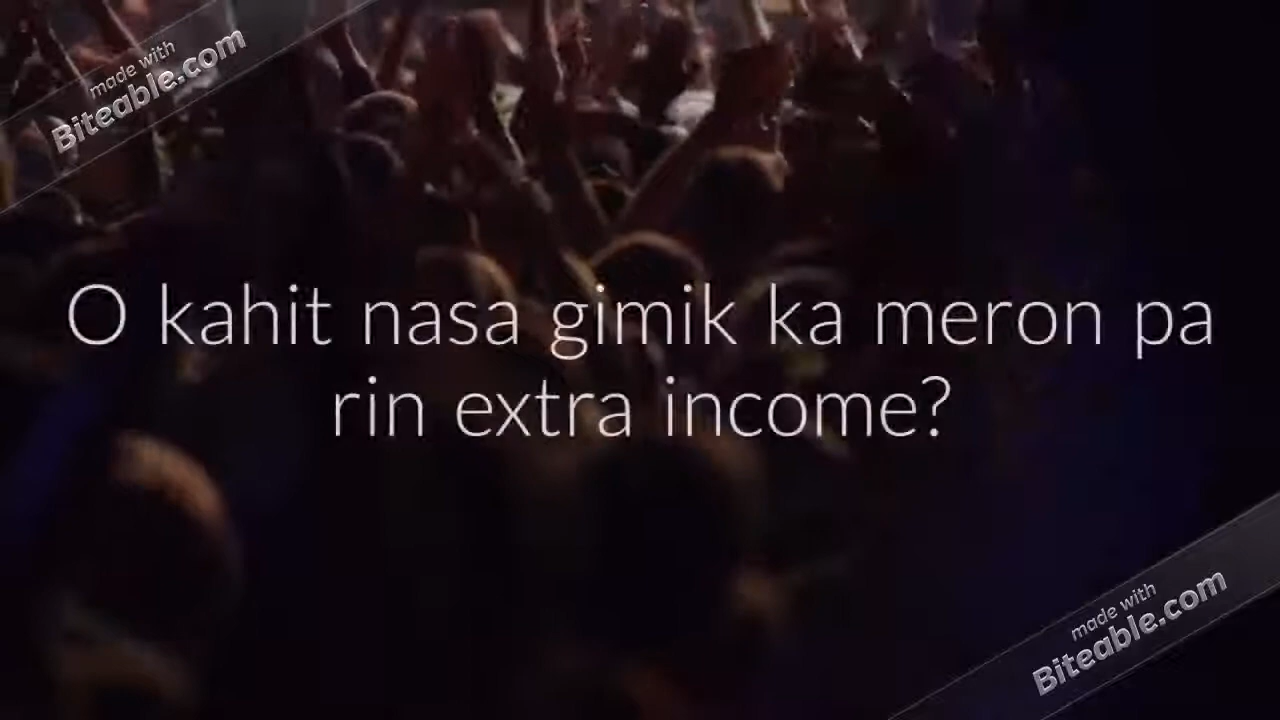 made with
Biteable.com
O kahit nasa gimik ka meron pa
rin extra income?
made with
Biteable.com